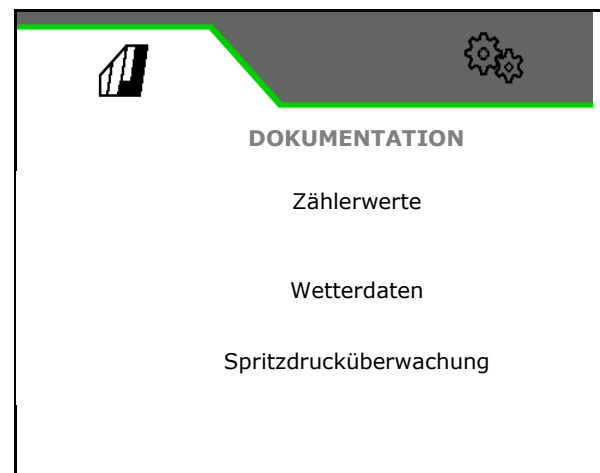 DOKUMENTATION
Zählerwerte
Wetterdaten
Spritzdrucküberwachung